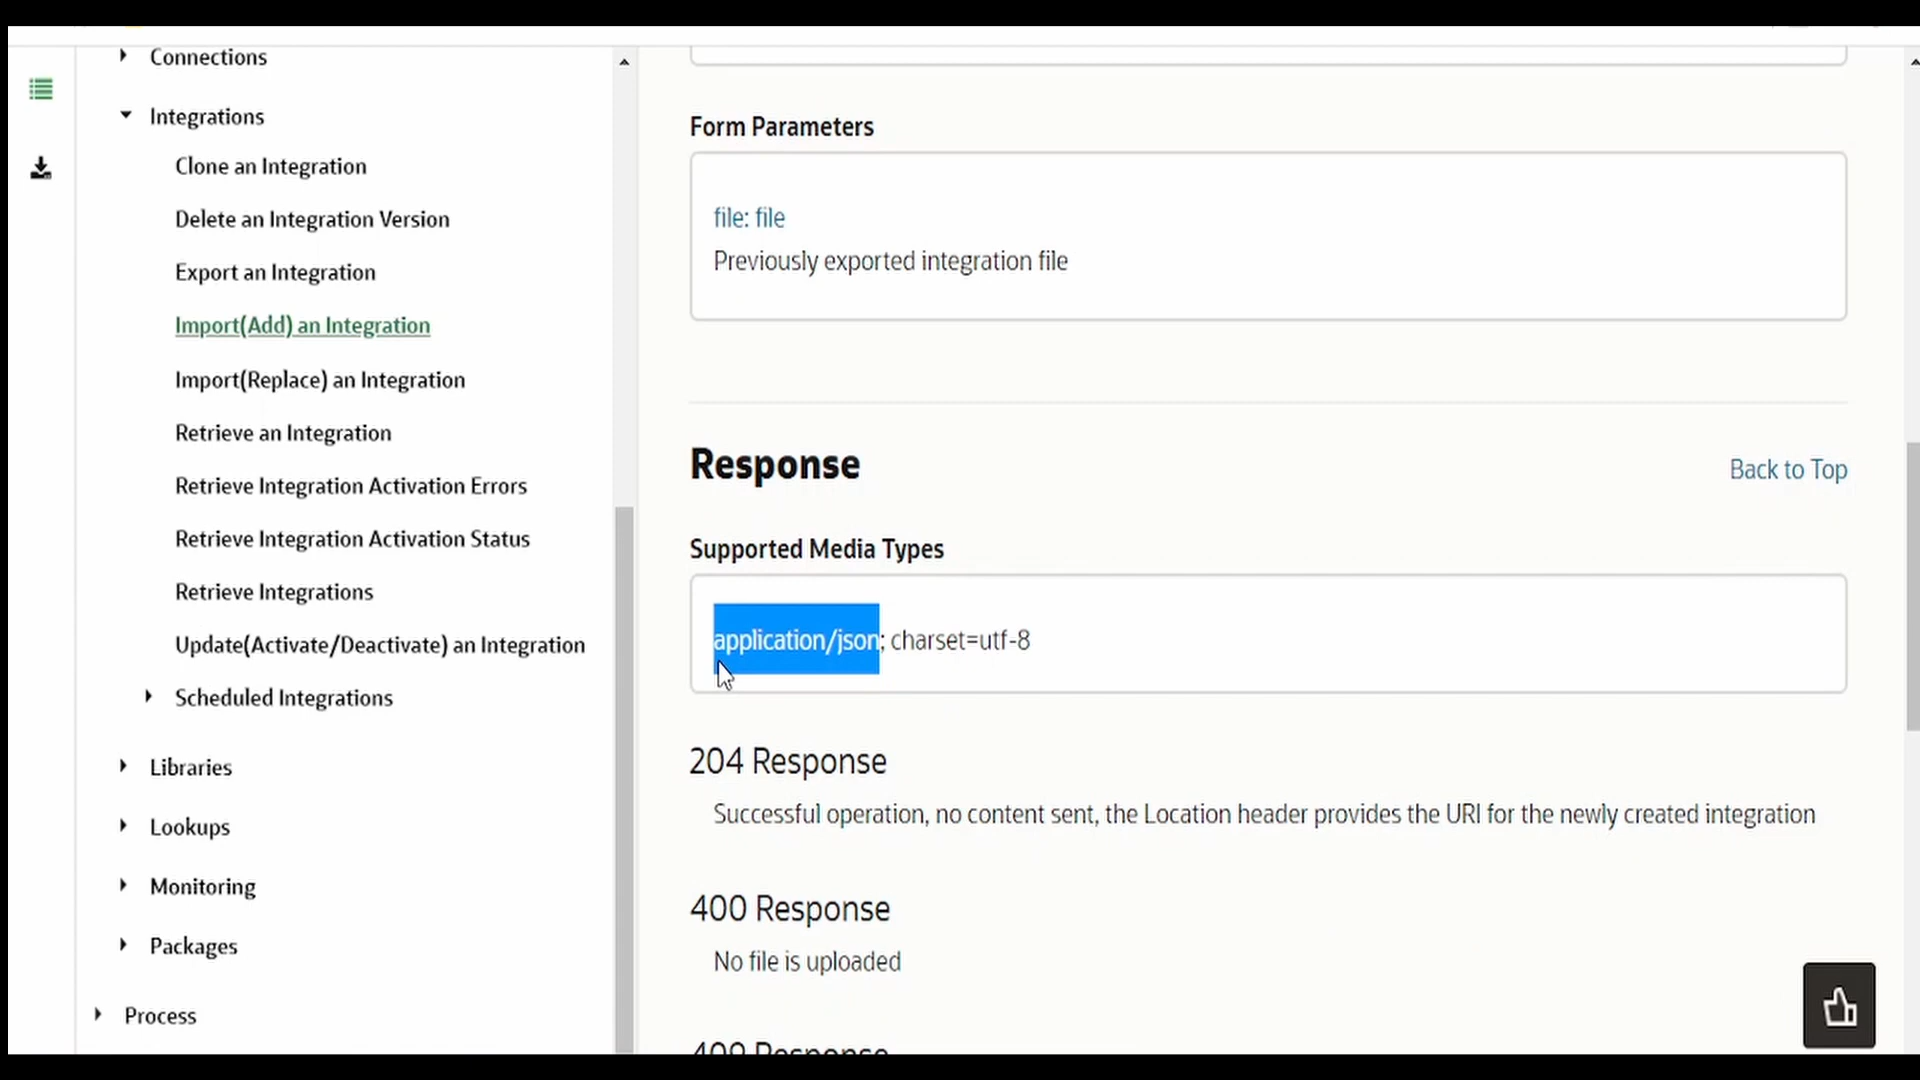 Connections
Integrations
Clone an Integration
Delete an Integration Version
Export an Integration
Import(Add) an Integration
Import(Replace) an Integration
Retrieve an Integration
Retrieve Integration Activation Errors
Retrieve Integration Activation Status
Retrieve Integrations
Update(Activate/Deactivate) an Integration
Scheduled Integrations
Libraries
Lookups
Monitoring
Packages
Process
Form Parameters
file: file
Previously exported integration file
Response
Back to Top
Supported Media Types
application/json; charset=utf-8
204 Response
Successful operation, no content sent, the Location header provides the URI for the newly created integration
400 Response
No file is uploaded
409 Response